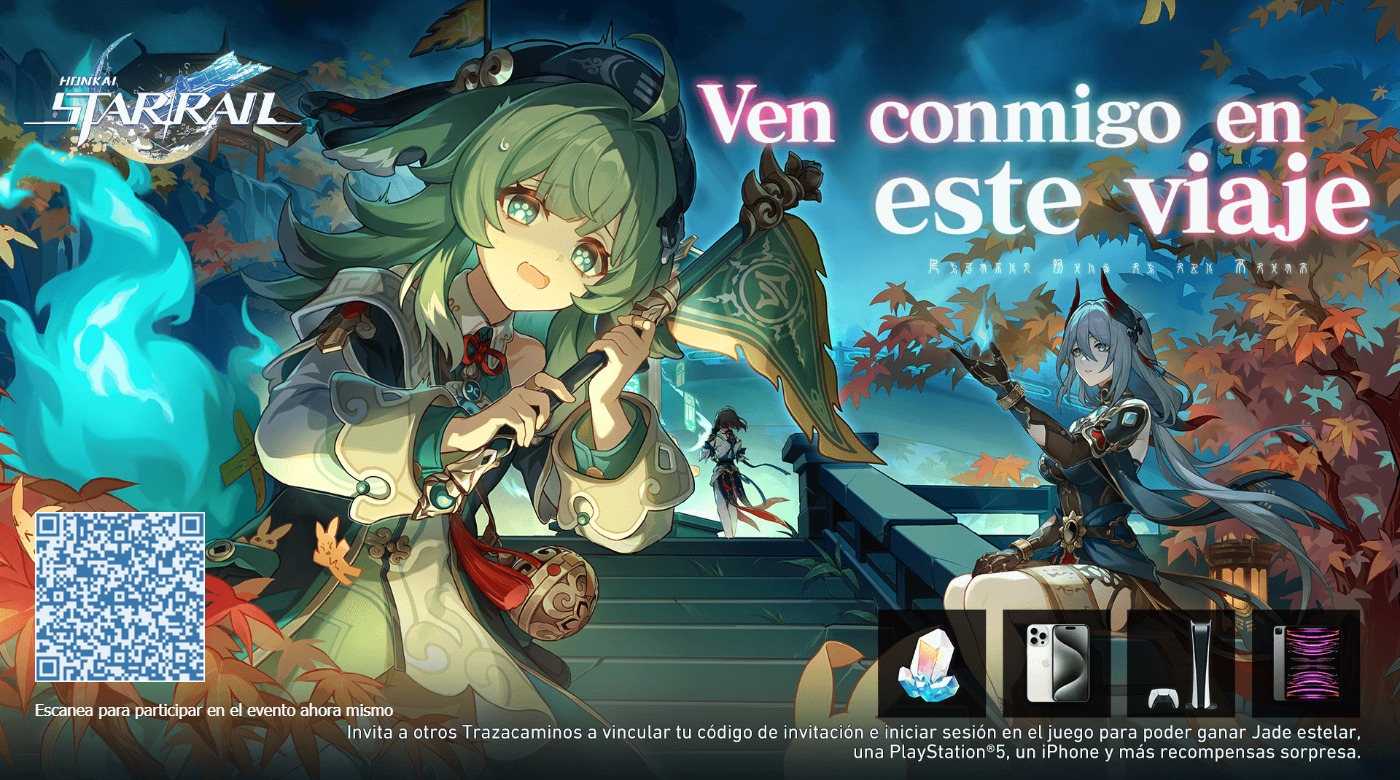 HONKAI
STAR RAIL
Ven conmigo en
este viaje
Escanea para participar en el evento ahora mismo
Invita a otros Trazacaminos a vincular tu código de invitación e iniciar sesión en el juego para poder ganar Jade estelar,
una PlayStation®5, un iPhone y más recompensas sorpresa.